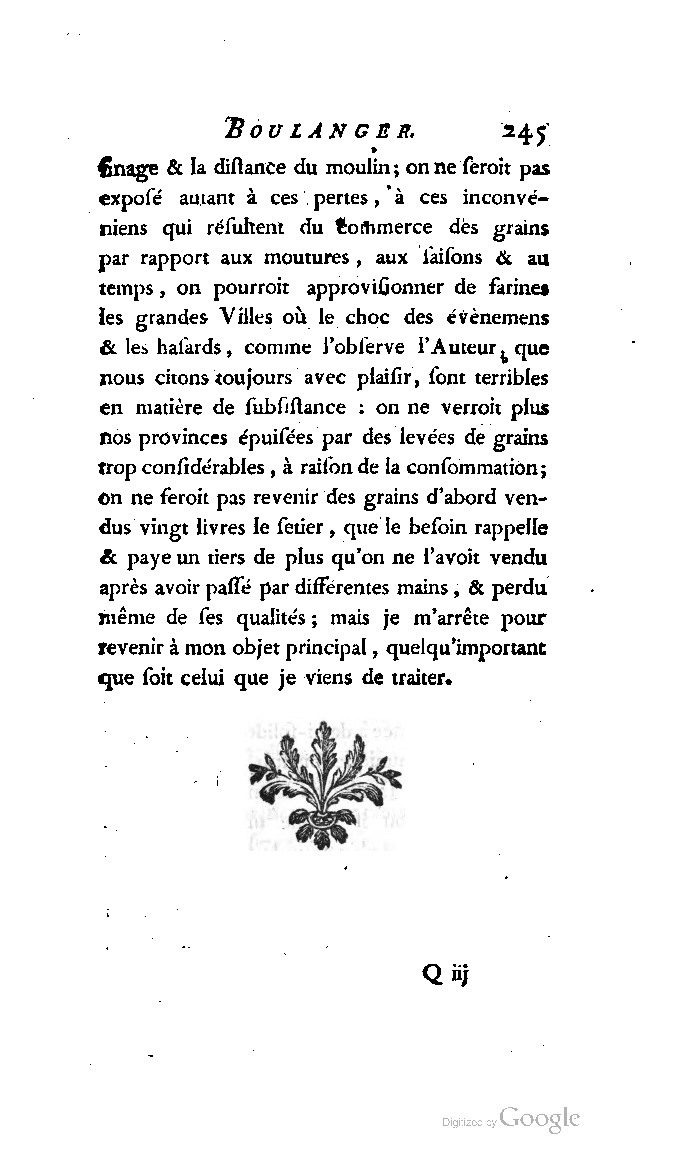 BOULANGER. 245
finage & la diſtance du moulin ; on ne ſeroit pas
expoſé autant à ces pertes , à ces inconvé-
niens qui réſultent du commerce des grains
par rapport aux moutures , aux ſaiſons & au
temps , on pourroit approviſionner de farines
les grandes Villes où le choc des évènemens
& les haſards , comme l’obſerve l’Auteur , que
nous citons toujours avec plaiſir, ſont terribles
en matière de ſubſiſtance : on ne verroit plus
nos provinces épuiſées par des levées de grains
trop conſidérables , à raiſon de la conſommation ;
on ne feroit pas revenir des grains d’abord ven-
dus vingt livres le ſetier , que le beſoin rappelle
& paye un tiers de plus qu’on ne l’avoit vendu
après avoir paſſé par différentes mains , & perdu
même de ſes qualités ; mais je m’arrête pour
revenir à mon objet principal , quelqu’important
que ſoit celui que je viens de traiter.
Q iij
Digitized by Google